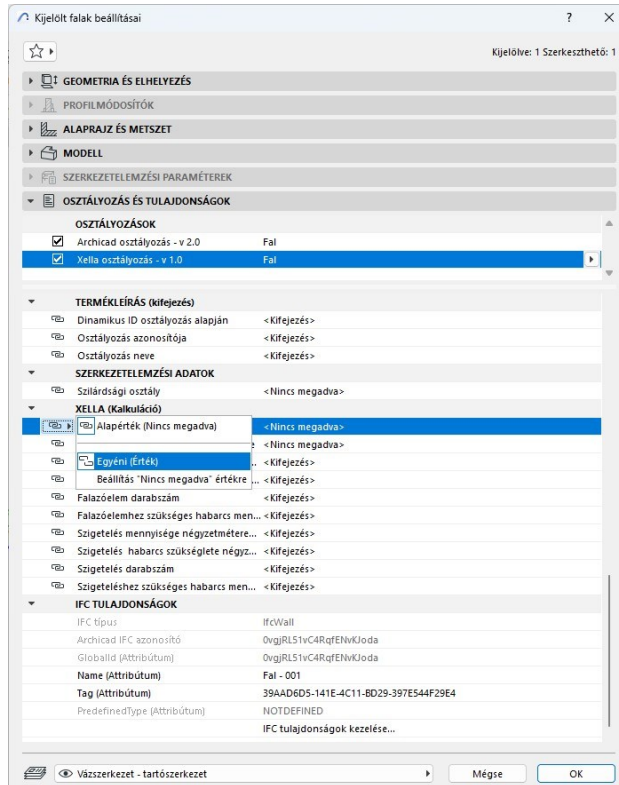 Kijelölt falak beállításai
?
Kijelölve: 1 Szerkeszthető: 1
GEOMETRIA ÉS ELHELYEZÉS
PROFILMÓDOSÍTÓK
ALAPRAJZ ÉS METSZET
MODELL
SZERKEZETELEMZÉSI PARAMÉTEREK
OSZTÁLYOZÁS ÉS TULAJDONSÁGOK
OSZTÁLYOZÁSOK
Archicad osztályozás - v 2.0 Fal
Xella osztályozás - v 1.0 Fal
TERMÉKLEÍRÁS (kifejezés)
Dinamikus ID osztályozás alapján <Kifejezés>
Osztályozás azonosítója <Kifejezés>
Osztályozás neve <Kifejezés>
SZERKEZETELEMZÉSI ADATOK
Szilárdsági osztály <Nincs megadva>
XELLA (Kalkuláció)
Alapérték (Nincs megadva) <Nincs megadva>
e <Nincs megadva>
Egyéni (Érték) ... <Kifejezés>
Beállítás "Nincs megadva" értékre ... <Kifejezés>
Falazóelem darabszám <Kifejezés>
Falazóelemhez szükséges habarcs men... <Kifejezés>
Szigetelés mennyisége négyzetmétere... <Kifejezés>
Szigetelés habarcs szükséglete négyz... <Kifejezés>
Szigetelés darabszám <Kifejezés>
Szigeteléshez szükséges habarcs men... <Kifejezés>
IFC TULAJDONSÁGOK
IFC típus IfcWall
Archicad IFC azonosító 0vgjRL51vC4RqfENvKJoda
GlobalId (Attribútum) 0vgjRL51vC4RqfENvKJoda
Name (Attribútum) Fal - 001
Tag (Attribútum) 39AAD6D5-141E-4C11-BD29-397E544F29E4
PredefinedType (Attribútum) NOTDEFINED
IFC tulajdonságok kezelése...
Vázszerkezet - tartószerkezet
Mégse
OK